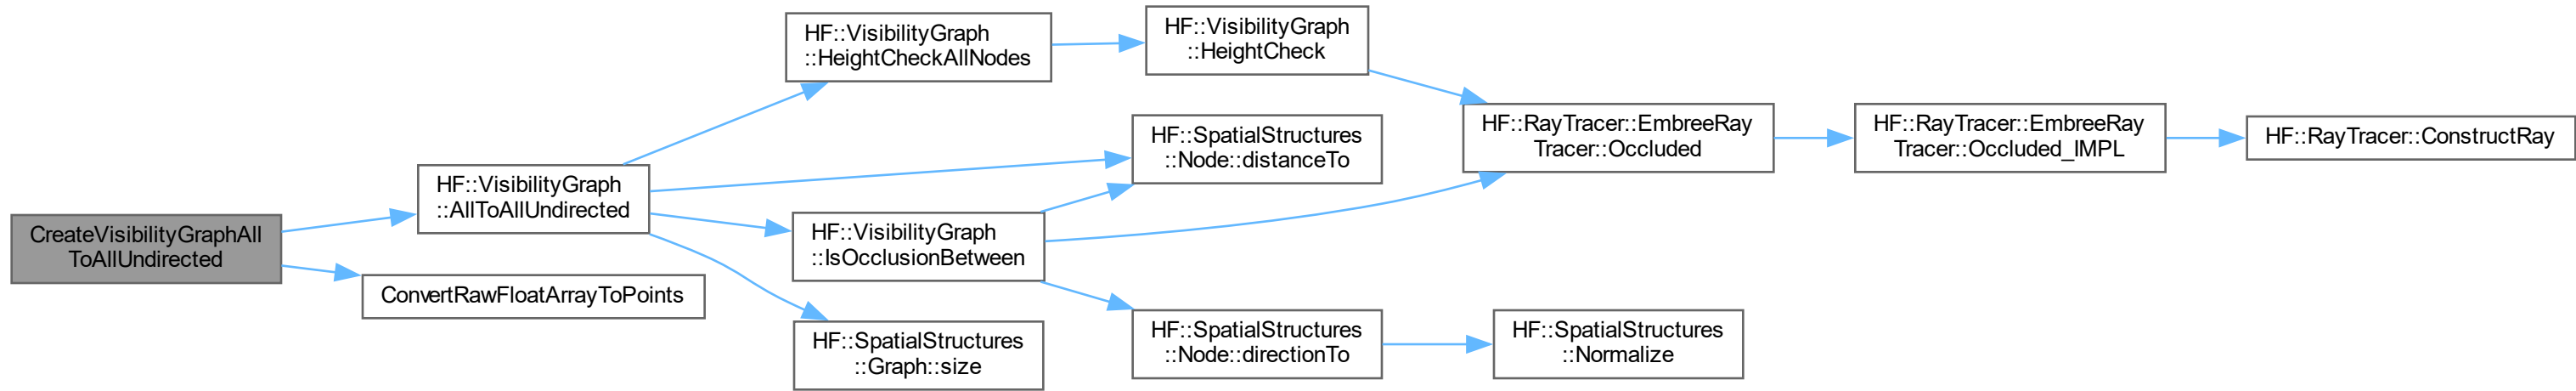 CreateVisibilityGraphAll
ToAllUndirected
HF::VisibilityGraph
::AllToAllUndirected
ConvertRawFloatArrayToPoints
HF::VisibilityGraph
::HeightCheckAllNodes
HF::VisibilityGraph
::HeightCheck
HF::SpatialStructures
::Node::distanceTo
HF::VisibilityGraph
::IsOcclusionBetween
HF::SpatialStructures
::Graph::size
HF::SpatialStructures
::Node::directionTo
HF::RayTracer::EmbreeRay
Tracer::Occluded
HF::RayTracer::EmbreeRay
Tracer::Occluded_IMPL
HF::RayTracer::ConstructRay
HF::SpatialStructures
::Normalize